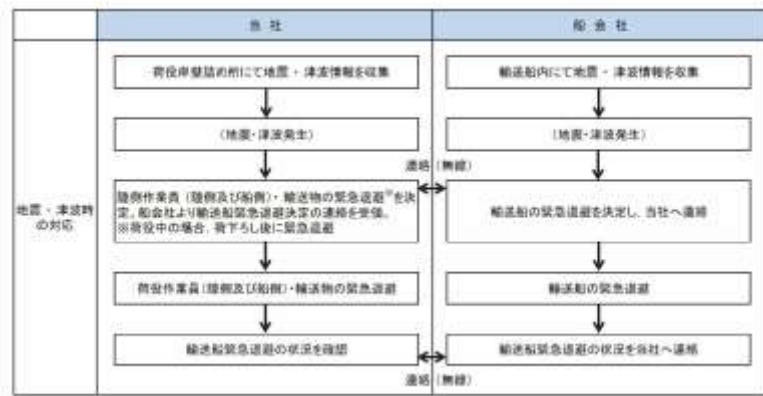 当 社
船 会 社
地震・津波時
の対応
荷役岸壁詰め所にて地震・津波情報を収集
(地震・津波発生)
陸側作業員(陸側及び船側)・輸送物の緊急退避※を決
定。船会社より輸送船緊急退避決定の連絡を受信。
※荷役中の場合、荷下ろし後に緊急退避
荷役作業員(陸側及び船側)・輸送物の緊急退避
輸送船緊急退避の状況を確認
連絡(無線)
連絡(無線)
輸送船内にて地震・津波情報を収集
(地震・津波発生)
輸送船の緊急退避を決定し、当社へ連絡
輸送船の緊急退避
輸送船緊急退避の状況を当社へ連絡